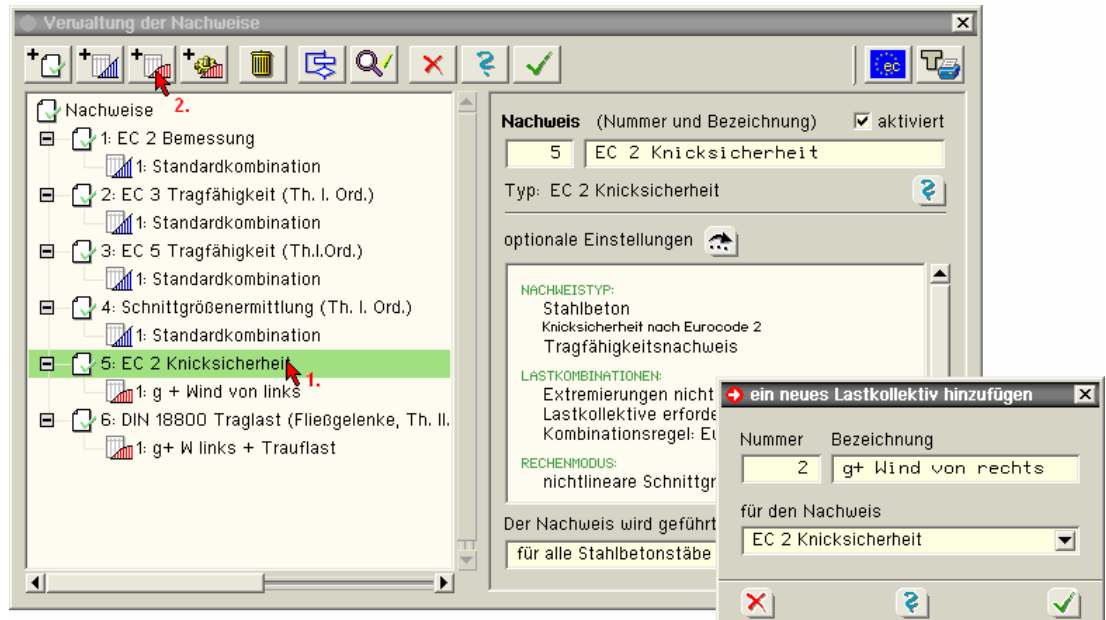 Verwaltung der Nachweise
ec
2.
Nachweise
1: EC 2 Bemessung
1: Standardkombination
2: EC 3 Tragfähigkeit (Th. I. Ord.)
1: Standardkombination
3: EC 5 Tragfähigkeit (Th.I.Ord.)
1: Standardkombination
4: Schnittgrößenermittlung (Th. I. Ord.)
1: Standardkombination
5: EC 2 Knicksicherheit
1.
1: g + Wind von links
6: DIN 18800 Traglast (Fließgelenke, Th. II.
1: g+ W links + Trauflast
Nachweis (Nummer und Bezeichnung) aktiviert
5 EC 2 Knicksicherheit
Typ: EC 2 Knicksicherheit
optionale Einstellungen
NACHWEISTYP:
Stahlbeton
Knicksicherheit nach Eurocode 2
Tragfähigkeitsnachweis
LASTKOMBINATIONEN:
Extremierungen nicht
Lastkollektive erforde
Kombinationsregel: Eu
RECHENMODUS:
nichtlineare Schnittgr
Der Nachweis wird geführt
für alle Stahlbetonstäbe
ein neues Lastkollektiv hinzufügen
Nummer Bezeichnung
2 g+ Wind von rechts
für den Nachweis
EC 2 Knicksicherheit